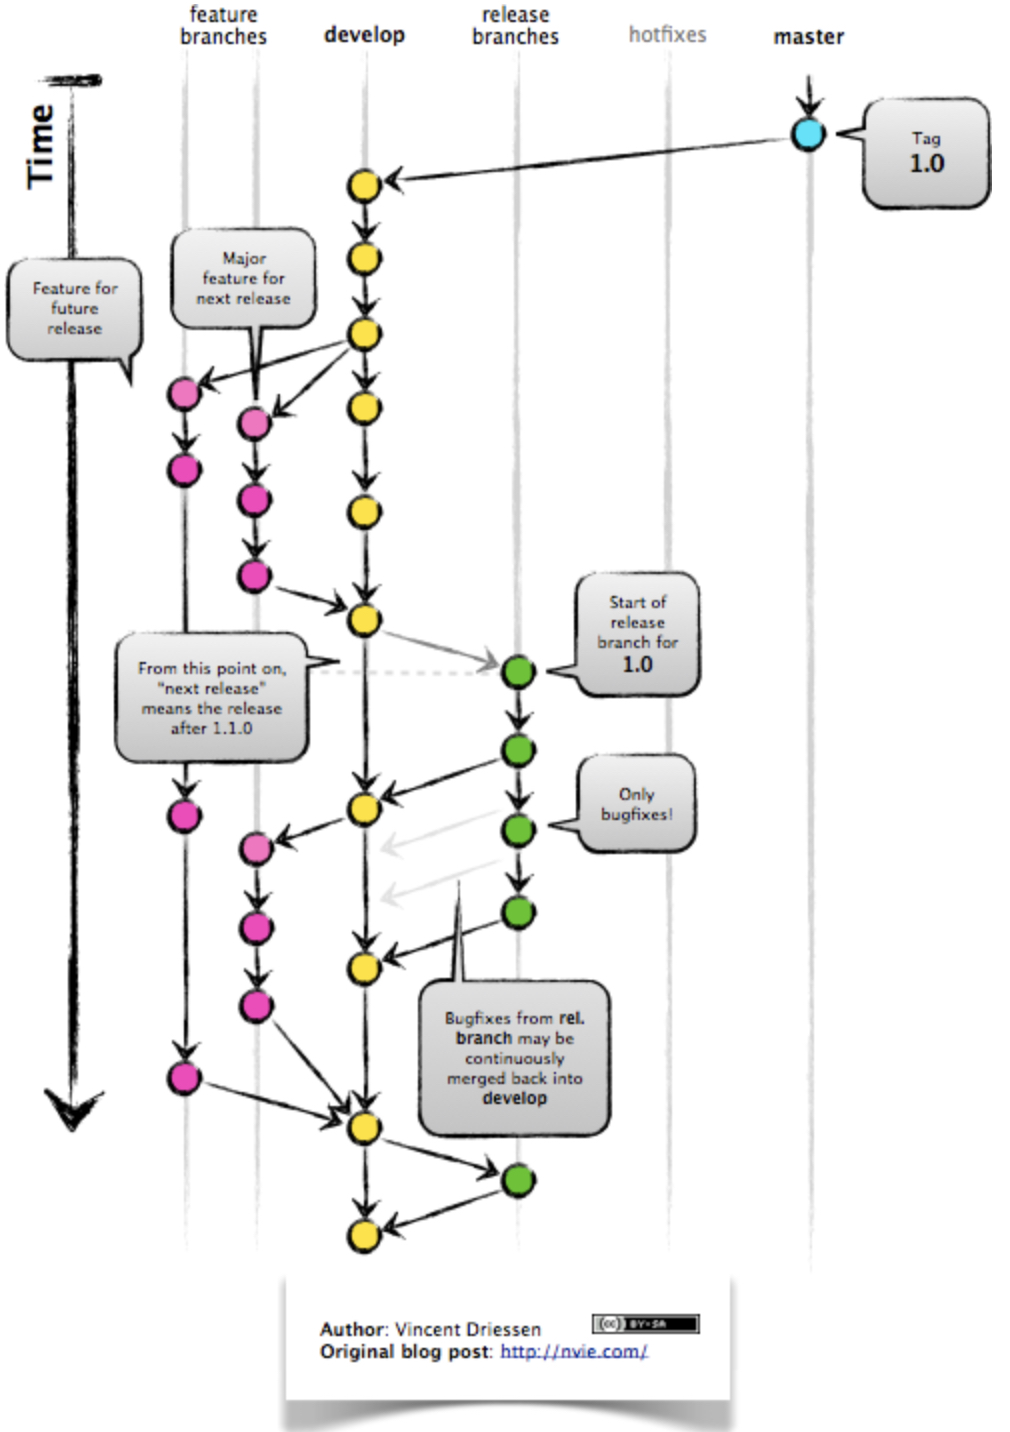 feature
branches
develop
release
branches
hotfixes
master
Time
Tag
1.0
Feature for
future
release
Major
feature for
next release
Start of
release
branch for
1.0
From this point on,
"next release"
means the release
after 1.1.0
Only
bugfixes!
Bugfixes from rel.
branch may be
continuously
merged back into
develop
Author: Vincent Driessen
(cc) BY-SA
Original blog post: http://nvie.com/